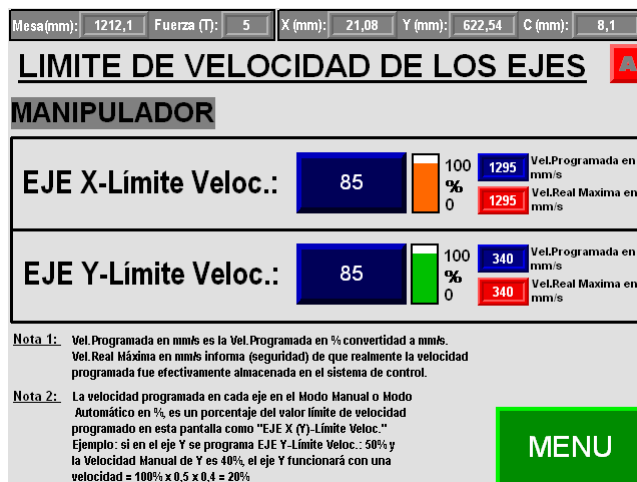 Mesa(mm): 1212,1 Fuerza (T): 5 X (mm): 21,08 Y (mm): 622,54 C (mm): 8,1
LIMITE DE VELOCIDAD DE LOS EJES A
MANIPULADOR
EJE X-Límite Veloc.: 85 100 % 0
1295 Vel.Programada en mm/s
1295 Vel.Real Maxima en mm/s
EJE Y-Límite Veloc.: 85 100 % 0
340 Vel.Programada en mm/s
340 Vel.Real Maxima en mm/s
Nota 1: Vel.Programada en mm/s es la Vel.Programada en % convertida a mm/s.
Vel.Real Máxima en mm/s informa (seguridad) de que realmente la velocidad
programada fue efectivamente almacenada en el sistema de control.
Nota 2: La velocidad programada en cada eje en el Modo Manual o Modo
Automático en %, es un porcentaje del valor límite de velocidad
programado en esta pantalla como "EJE X (Y)-Límite Veloc."
Ejemplo: si en el eje Y se programa EJE Y-Límite Veloc.: 50% y
la Velocidad Manual de Y es 40%, el eje Y funcionará con una
velocidad = 100% x 0,5 x 0,4 = 20%
MENU